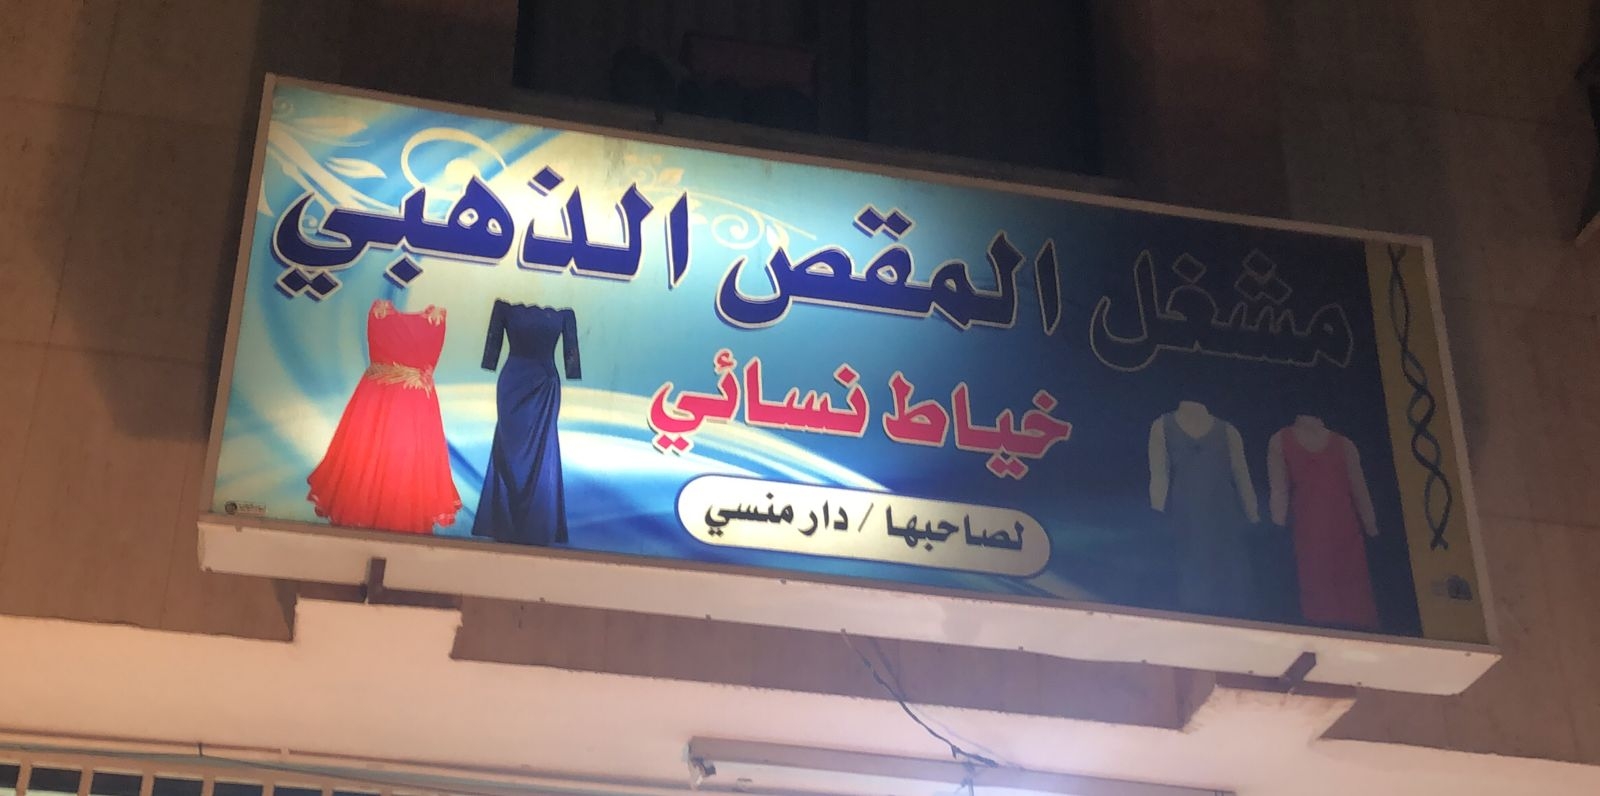 مشغل المقص الذهبي
خياط نسائي
لصاحبها / دار منسي